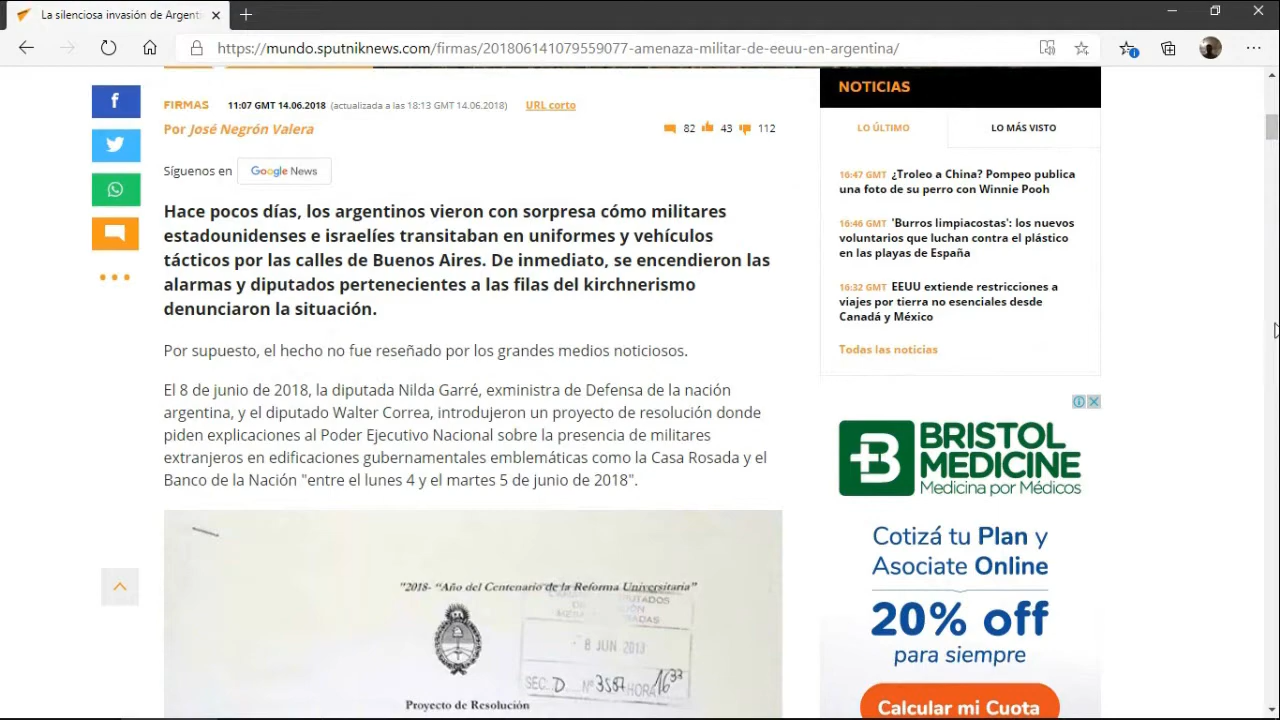 La silenciosa invasión de Argent
https://mundo.sputniknews.com/firmas/201806141079559077-amenaza-militar-de-eeuu-en-argentina/
FIRMAS 11:07 GMT 14.06.2018 (actualizada a las 18:13 GMT 14.06.2018) URL corto
Por José Negrón Valera
82 43 112
Síguenos en Google News
Hace pocos días, los argentinos vieron con sorpresa cómo militares
estadounidenses e israelíes transitaban en uniformes y vehículos
tácticos por las calles de Buenos Aires. De inmediato, se encendieron las
alarmas y diputados pertenecientes a las filas del kirchnerismo
denunciaron la situación.
Por supuesto, el hecho no fue reseñado por los grandes medios noticiosos.
El 8 de junio de 2018, la diputada Nilda Garré, exministra de Defensa de la nación
argentina, y el diputado Walter Correa, introdujeron un proyecto de resolución donde
piden explicaciones al Poder Ejecutivo Nacional sobre la presencia de militares
extranjeros en edificaciones gubernamentales emblemáticas como la Casa Rosada y el
Banco de la Nación "entre el lunes 4 y el martes 5 de junio de 2018".
"2018- "Año del Centenario de la Reforma Universitaria"
8 JUN 2018
SEC. D Nº 3587 HORA 16 33
Proyecto de Resolución
NOTICIAS
LO ÚLTIMO
LO MÁS VISTO
16:47 GMT ¿Troleo a China? Pompeo publica
una foto de su perro con Winnie Pooh
16:46 GMT 'Burros limpiacostas': los nuevos
voluntarios que luchan contra el plástico
en las playas de España
16:32 GMT EEUU extiende restricciones a
viajes por tierra no esenciales desde
Canadá y México
Todas las noticias
BRISTOL
MEDICINE
Medicina por Médicos
Cotizá tu Plan y
Asociate Online
20% off
para siempre
Calcular mi Cuota